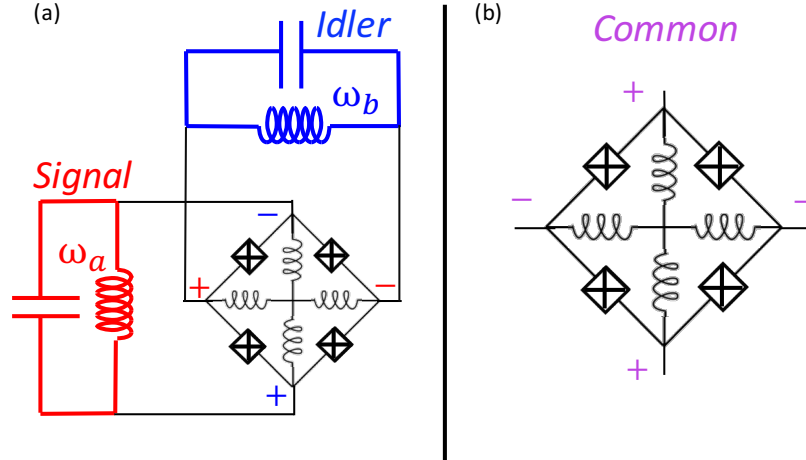 (a)
Idler
ω_b
Signal
ω_a
−
+
−
+
(b)
Common
+
−
−
+